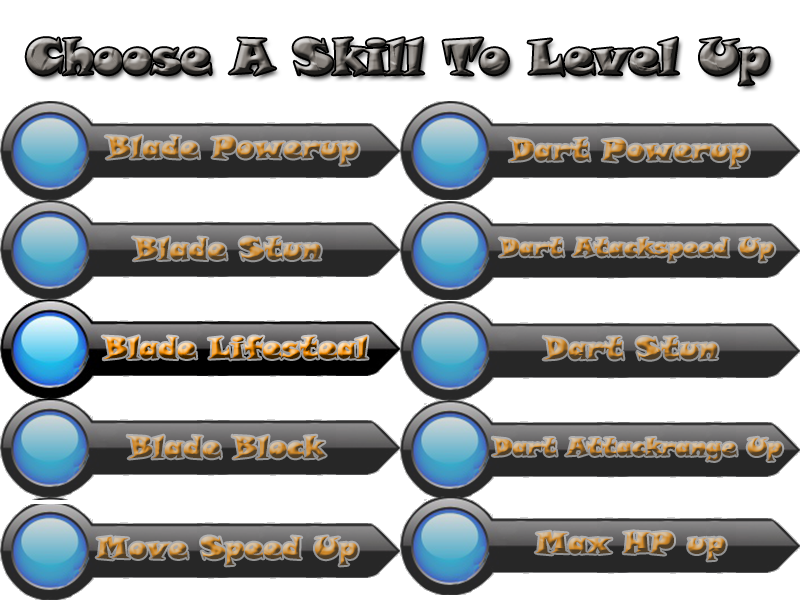 Choose A Skill To Level Up
Blade Powerup
Dart Powerup
Blade Stun
Dart Atackspeed Up
Blade Lifesteal
Dart Stun
Blade Block
Dart Attackrange Up
Move Speed Up
Max HP up